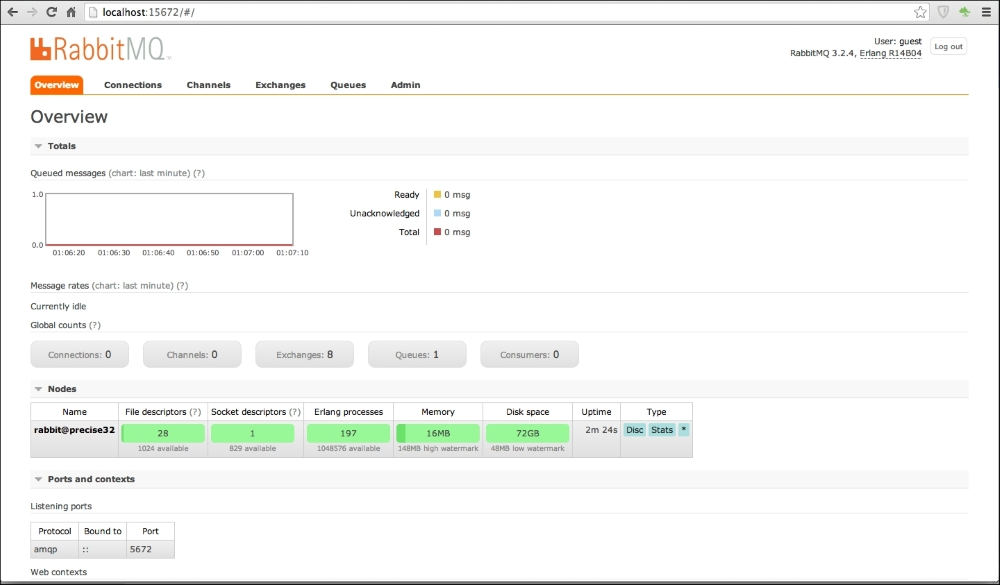 localhost:15672/#/
RabbitMQ
User: guest
RabbitMQ 3.2.4, Erlang R14B04
Log out
Overview Connections Channels Exchanges Queues Admin
Overview
Totals
Queued messages (chart: last minute) (?)
1.0
0.0
01:06:20 01:06:30 01:06:40 01:06:50 01:07:00 01:07:10
Ready 0 msg
Unacknowledged 0 msg
Total 0 msg
Message rates (chart: last minute) (?)
Currently idle
Global counts (?)
Connections: 0 Channels: 0 Exchanges: 8 Queues: 1 Consumers: 0
Nodes
Name File descriptors (?) Socket descriptors (?) Erlang processes Memory Disk space Uptime Type
rabbit@precise32 28 1 197 16MB 72GB 2m 24s Disc Stats *
1024 available 829 available 1048576 available 148MB high watermark 48MB low watermark
Ports and contexts
Listening ports
Protocol Bound to Port
amqp :: 5672
Web contexts